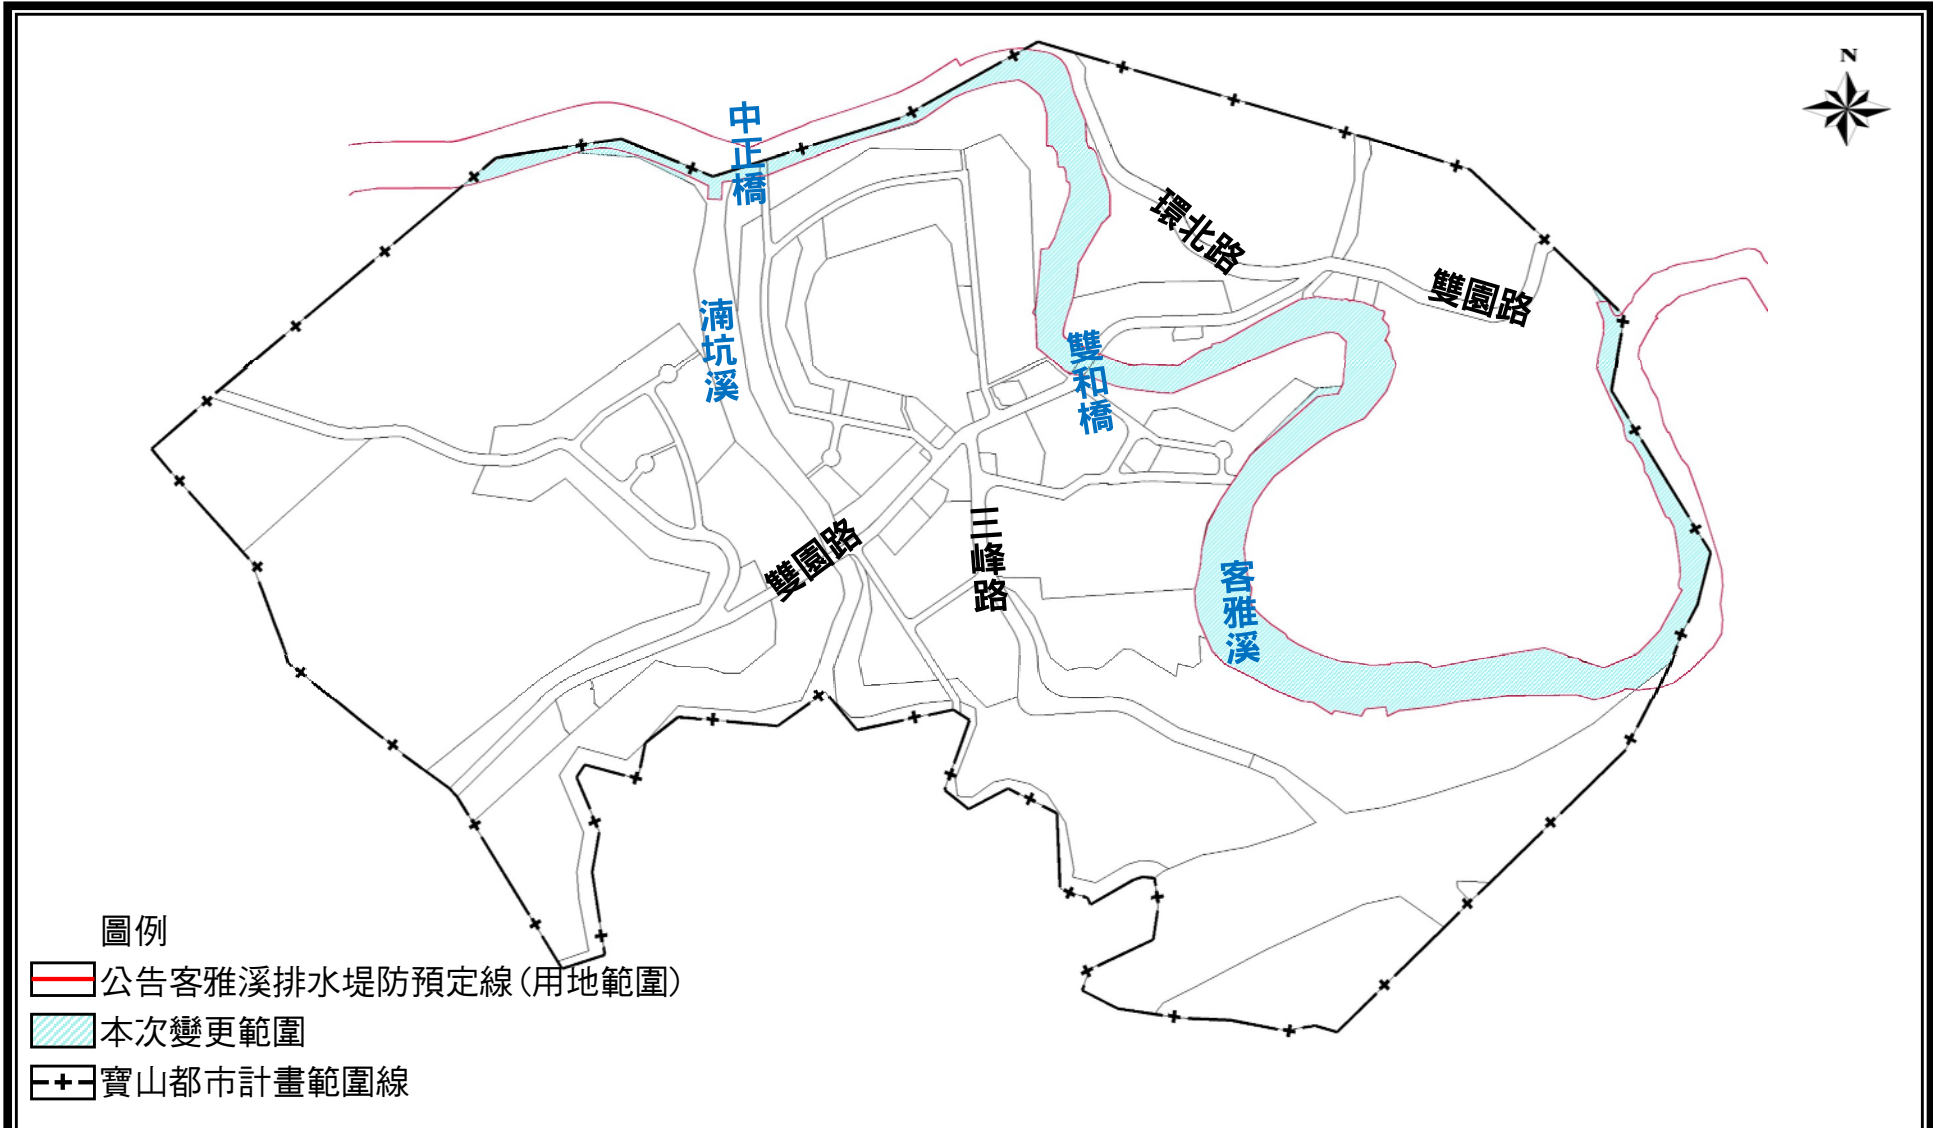 N
中正橋
環北路
雙園路
湳坑溪
雙和橋
三峰路
雙園路
客雅溪
圖例
公告客雅溪排水堤防預定線(用地範圍)
本次變更範圍
寶山都市計畫範圍線